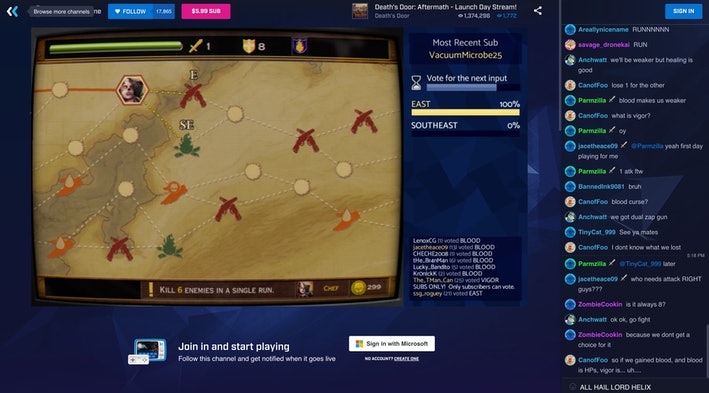 Browse more channels
me
FOLLOW
17,865
$5.99 SUB
Death's Door: Aftermath - Launch Day Stream!
Death's Door
1,374,298
1,772
SIGN IN
1
8
E
SE
KILL 6 ENEMIES IN A SINGLE RUN.
CHEF
299
Most Recent Sub
VacuumMicrobe25
Vote for the next input
EAST 100%
SOUTHEAST 0%
LenoxCG (1) voted BLOOD
jacetheace09 (13) voted BLOOD
CHECHE2008 (1) voted BLOOD
tHe_Br4nM4n (6) voted BLOOD
Lucky_Bandito (5) voted BLOOD
Kr0nickK (2) voted BLOOD
The_TMan_Can (25) voted VIGOR
SUBS ONLY! Only subscribers can vote.
ssg_roguey (21) voted EAST
Join in and start playing
Follow this channel and get notified when it goes live
Sign in with Microsoft
NO ACCOUNT? CREATE ONE
Areallynicename RUNNNNNN
savage_dronekai RUN
Anchwatt we'll be weaker but healing is
good
CanofFoo lose 1 for the other
Parmzilla blood makes us weaker
CanofFoo what is vigor?
Parmzilla oy
jacetheace09 @Parmzilla yeah first day
playing for me
Parmzilla 1 atk ftw
BannedInk9081 bruh
CanofFoo blood curse?
Anchwatt we got dual zap gun
TinyCat_999 See ya mates
CanofFoo I dont know what we lost
5:18 PM
Parmzilla @TinyCat_999 later
jacetheace09 who needs attack RIGHT
guys???
ZombieCookin is it always 8?
Anchwatt ok ok, go fight
ZombieCookin because we dont get a
choice for it
CanofFoo so if we gained blood, and blood
is HPs, vigor is... uh....
ALL HAIL LORD HELIX